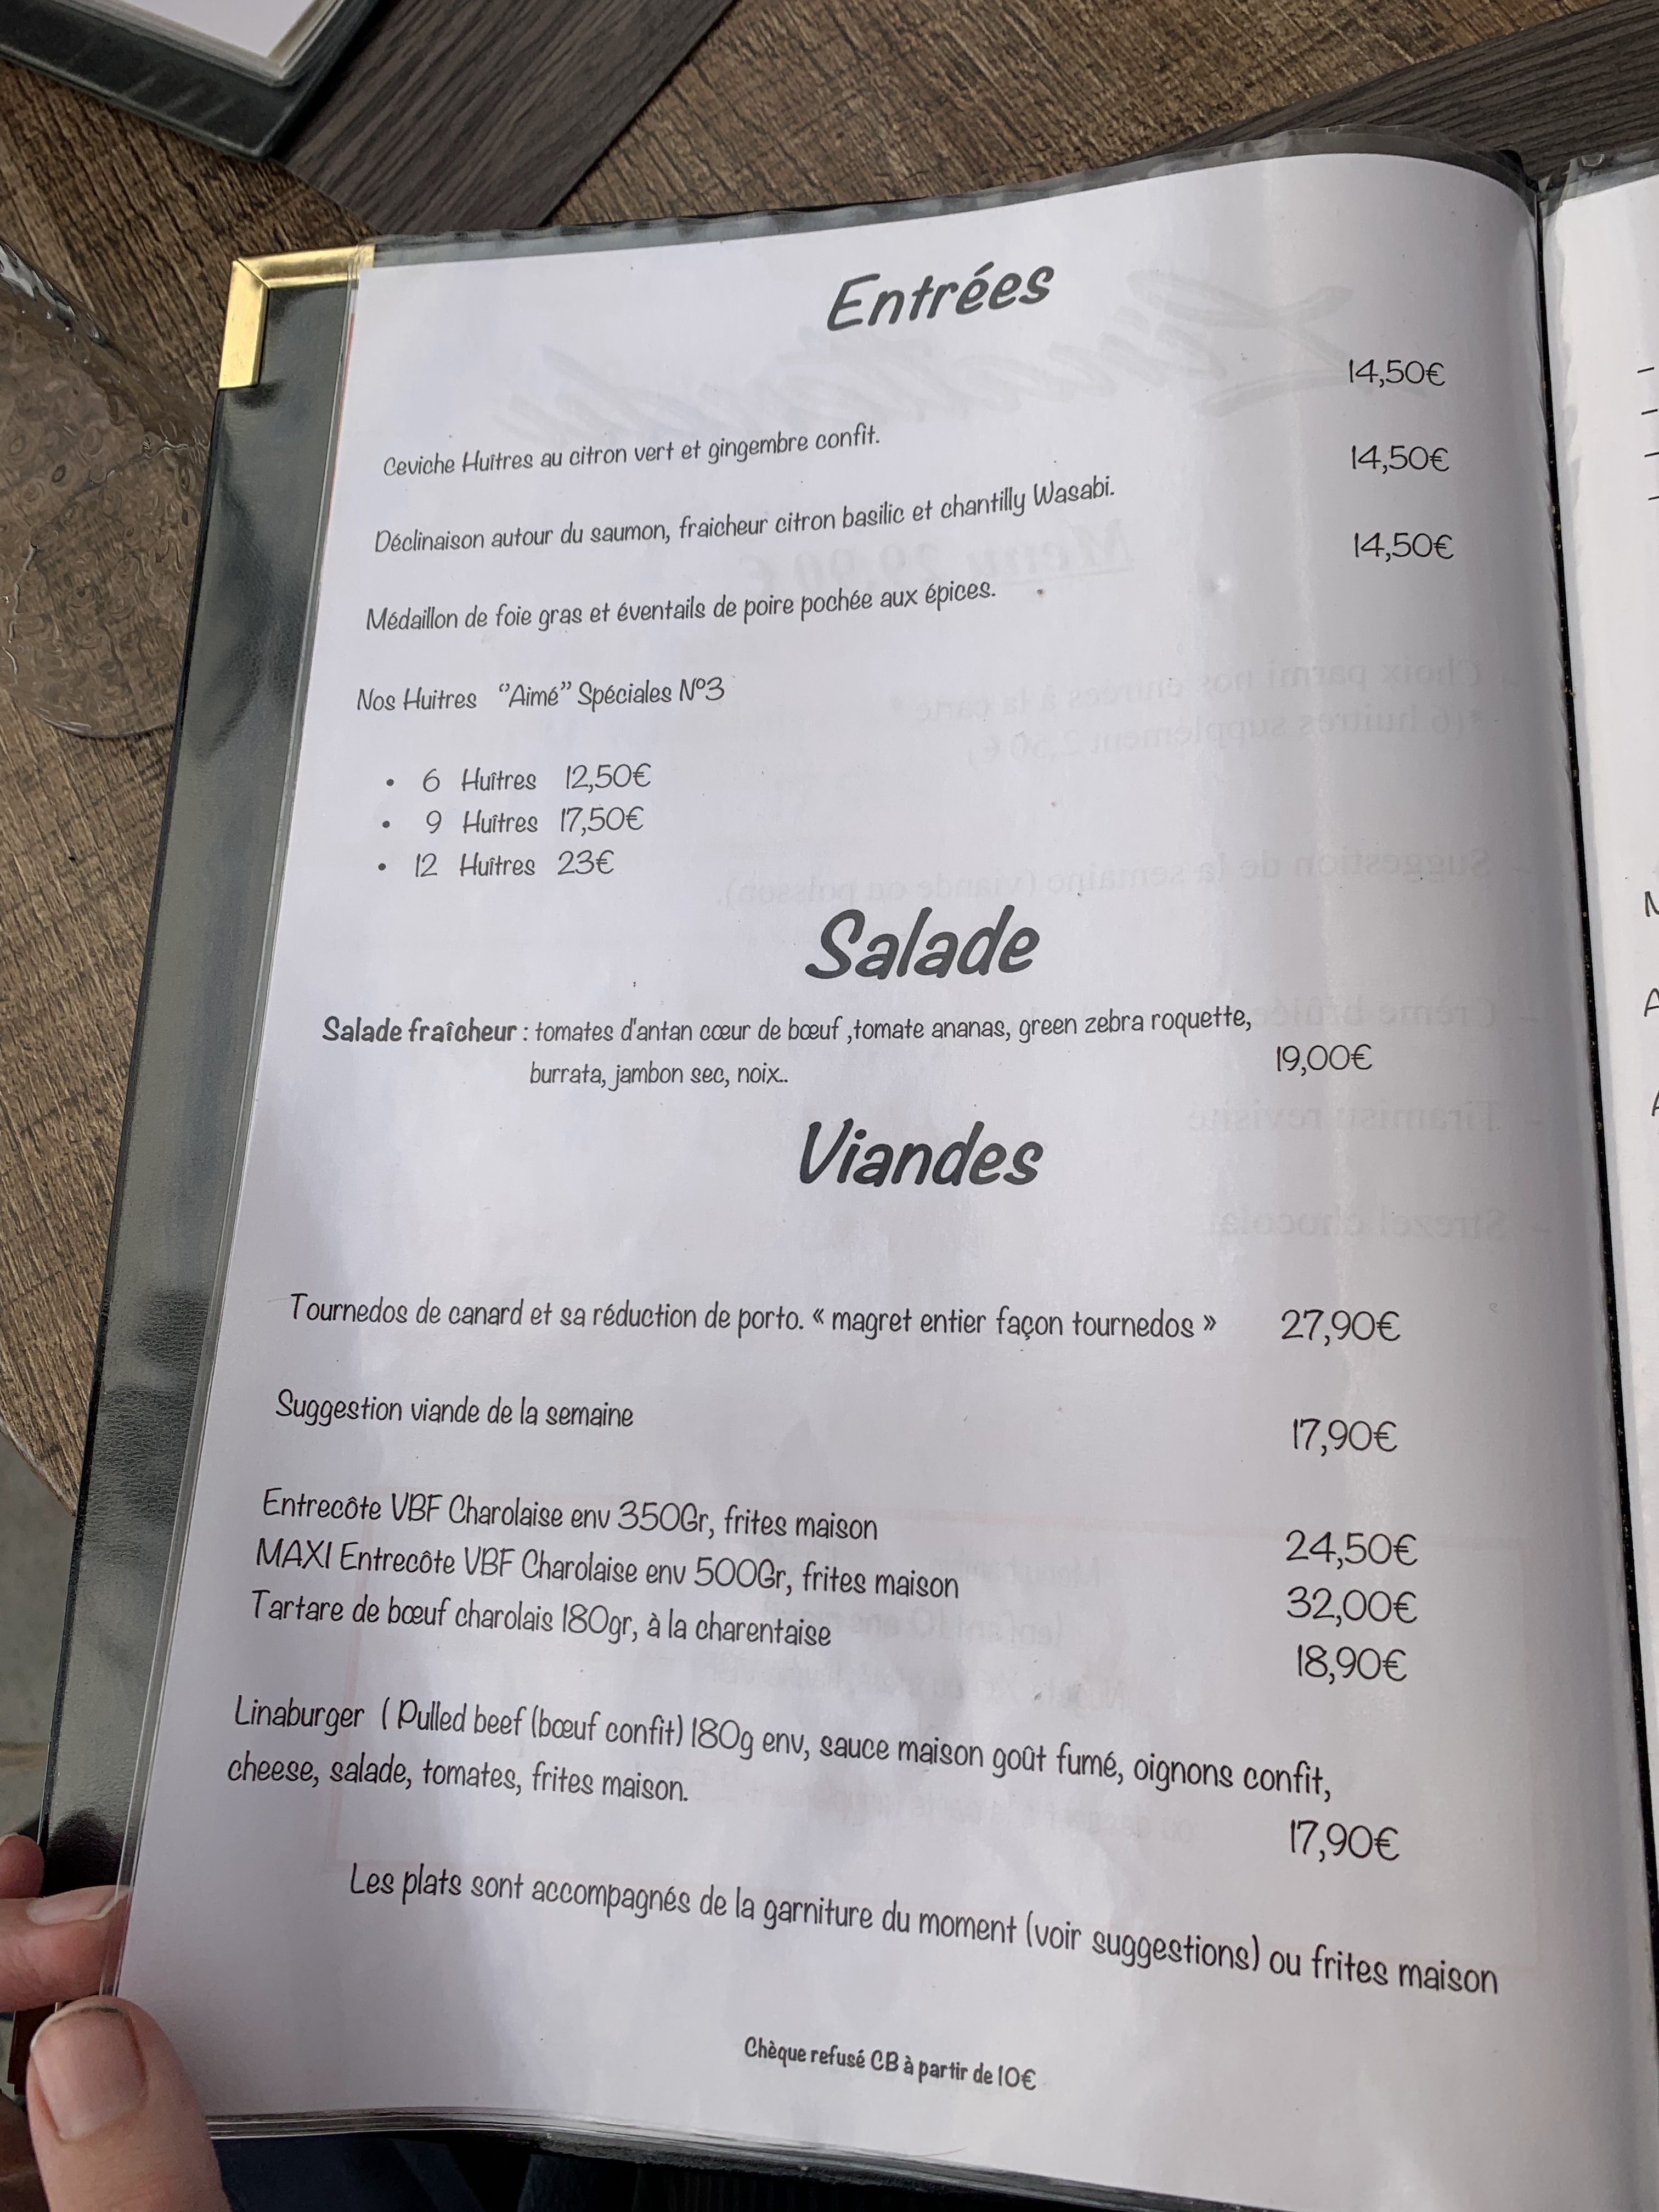 Entrées
14,50€
Ceviche Huîtres au citron vert et gingembre confit.
14,50€
Déclinaison autour du saumon, fraicheur citron basilic et chantilly Wasabi.
14,50€
Médaillon de foie gras et éventails de poire pochée aux épices.
Nos Huitres “Aimé” Spéciales N°3
• 6 Huîtres 12,50€
• 9 Huîtres 17,50€
• 12 Huîtres 23€
Salade
Salade fraîcheur : tomates d'antan cœur de bœuf ,tomate ananas, green zebra roquette,
burrata, jambon sec, noix..
19,00€
Viandes
Tournedos de canard et sa réduction de porto. « magret entier façon tournedos » 27,90€
Suggestion viande de la semaine 17,90€
Entrecôte VBF Charolaise env 350Gr, frites maison 24,50€
MAXI Entrecôte VBF Charolaise env 500Gr, frites maison 32,00€
Tartare de bœuf charolais 180gr, à la charentaise 18,90€
Linaburger ( Pulled beef (bœuf confit) 180g env, sauce maison goût fumé, oignons confit,
cheese, salade, tomates, frites maison.
17,90€
Les plats sont accompagnés de la garniture du moment (voir suggestions) ou frites maison
Chèque refusé CB à partir de 10€